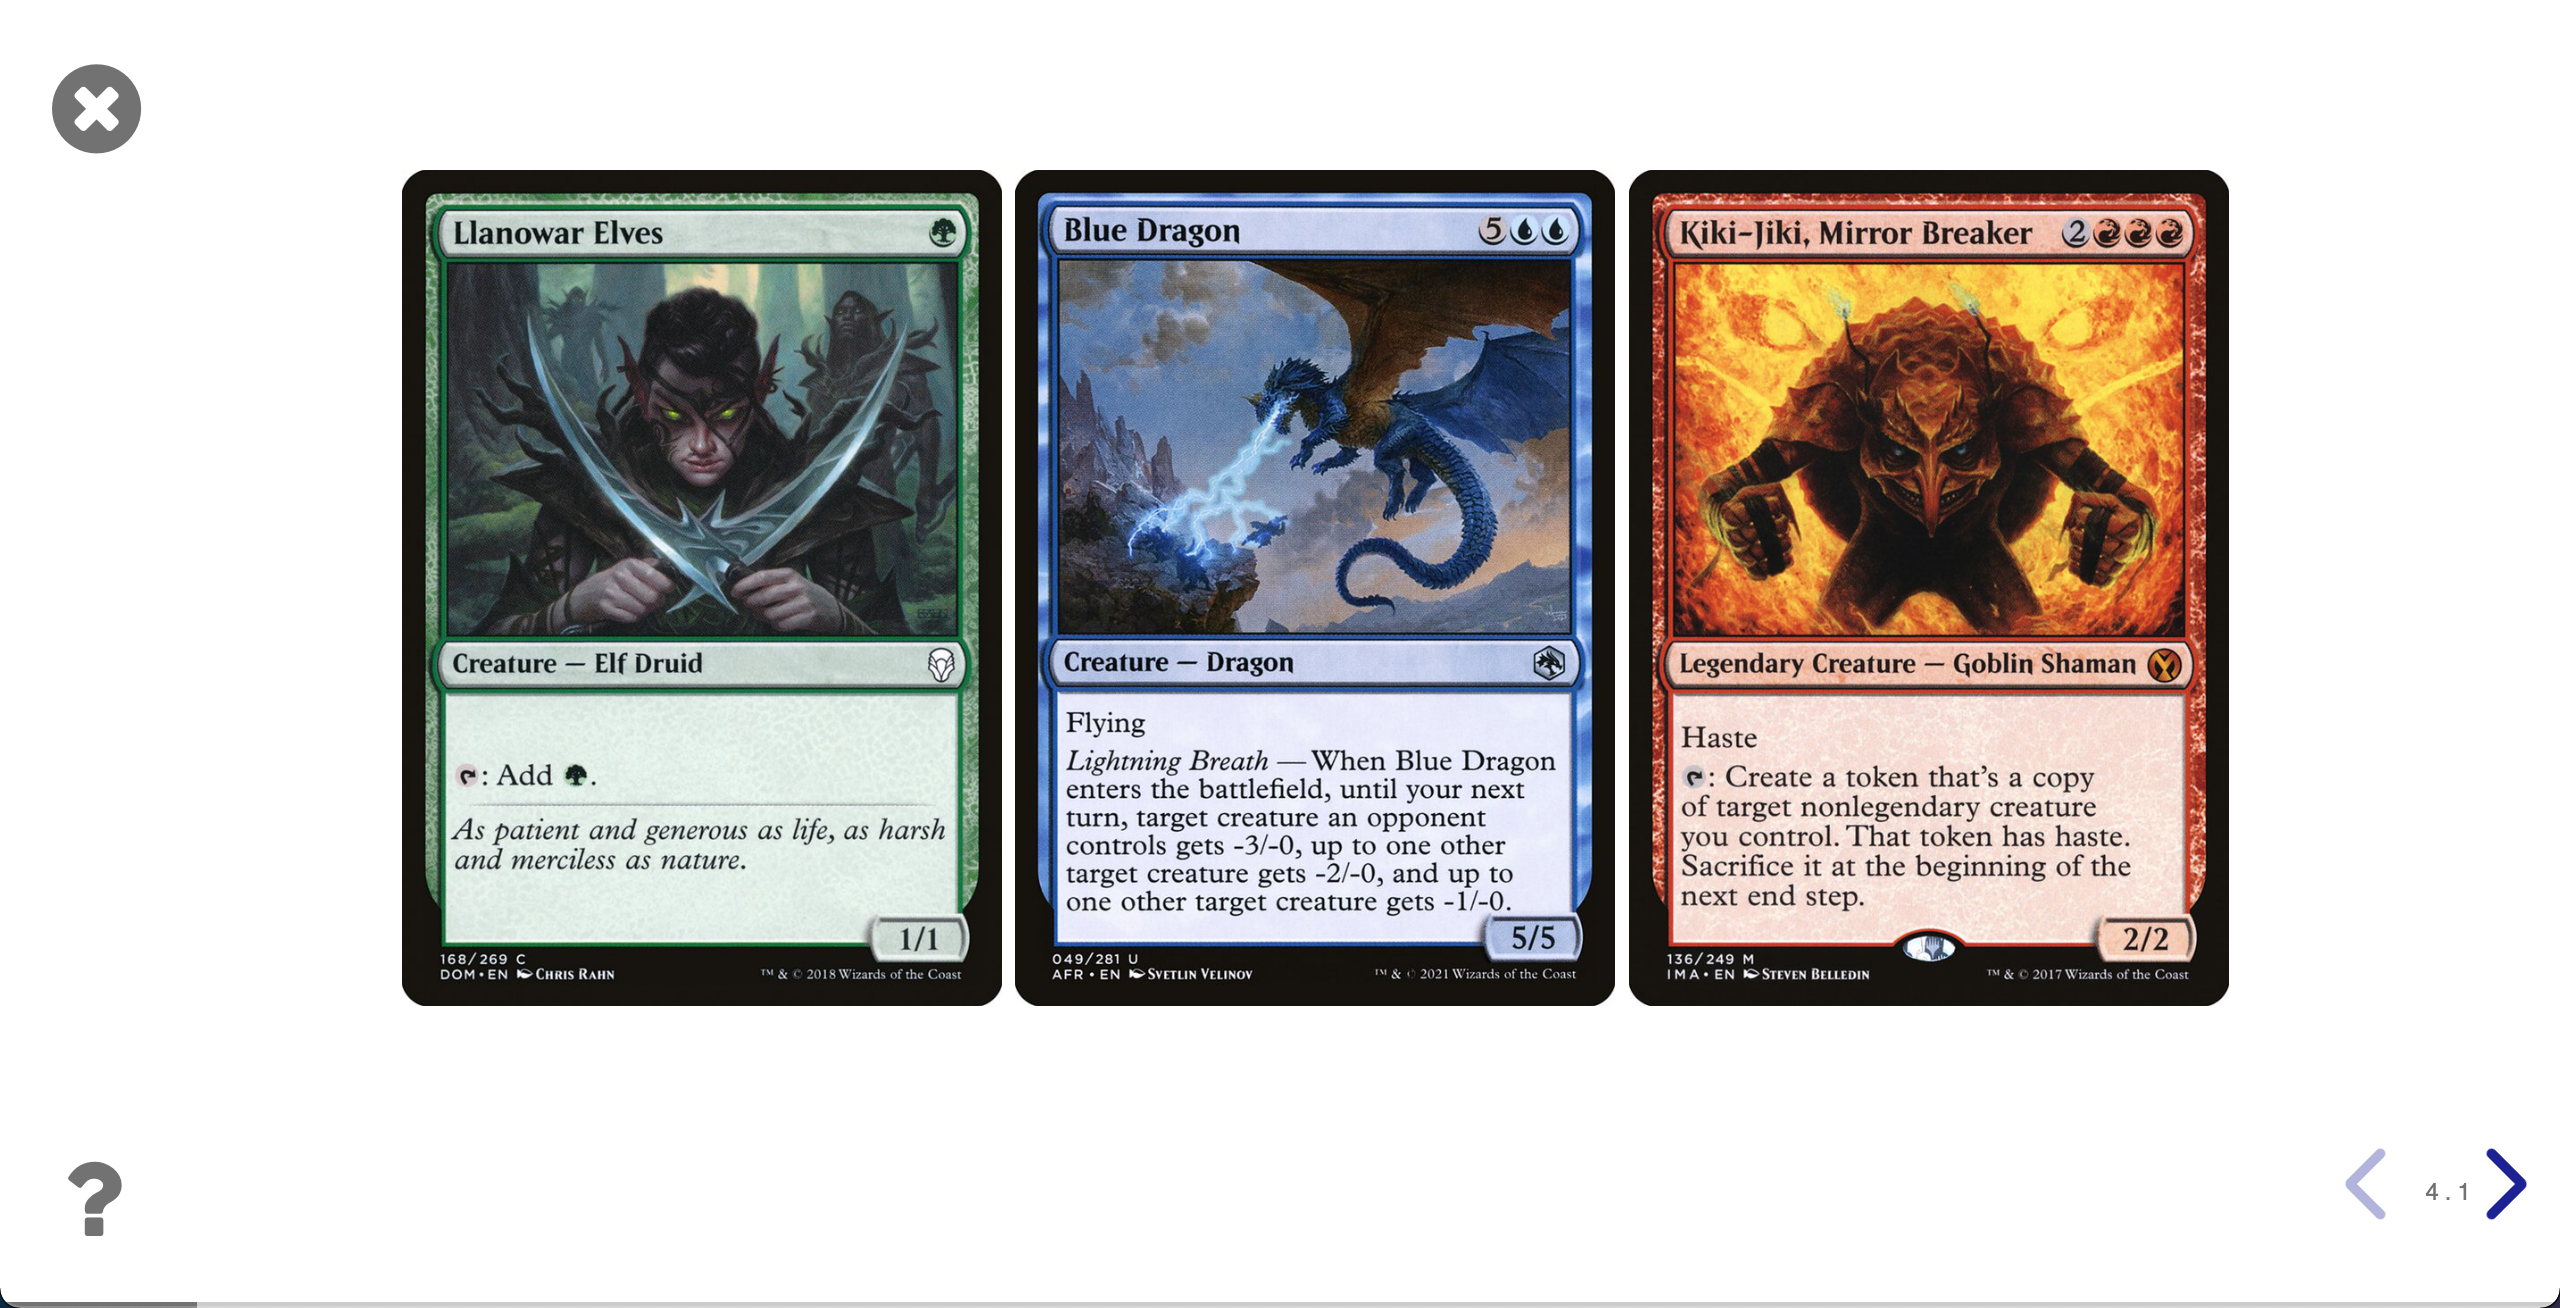 Llanowar Elves
Creature — Elf Druid
: Add .
As patient and generous as life, as harsh
and merciless as nature.
1/1
168/269 C
DOM • EN CHRIS RAHN
™ & © 2018 Wizards of the Coast
Blue Dragon
5
Creature — Dragon
Flying
Lightning Breath — When Blue Dragon
enters the battlefield, until your next
turn, target creature an opponent
controls gets -3/-0, up to one other
target creature gets -2/-0, and up to
one other target creature gets -1/-0.
5/5
049/281 U
AFR • EN SVETLIN VELINOV
™ & © 2021 Wizards of the Coast
Kiki-Jiki, Mirror Breaker
2
Legendary Creature — Goblin Shaman
Haste
: Create a token that's a copy
of target nonlegendary creature
you control. That token has haste.
Sacrifice it at the beginning of the
next end step.
2/2
136/249 M
IMA • EN STEVEN BELLEDIN
™ & © 2017 Wizards of the Coast
?
4.1